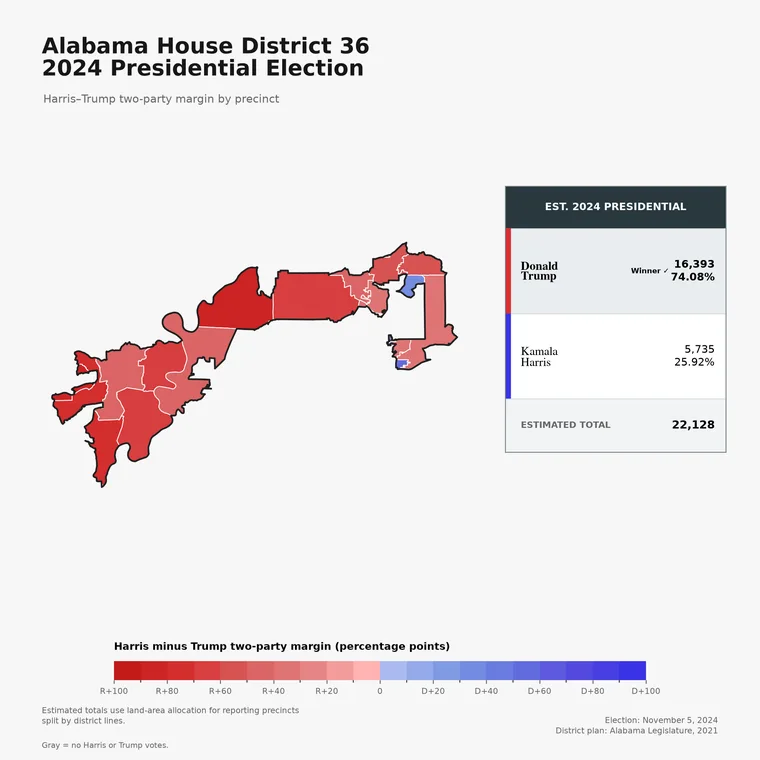 Alabama House District 36
2024 Presidential Election
Harris–Trump two-party margin by precinct
EST. 2024 PRESIDENTIAL
Donald
Trump
Winner ✓
16,393
74.08%
Kamala
Harris
5,735
25.92%
ESTIMATED TOTAL
22,128
Harris minus Trump two-party margin (percentage points)
R+100 R+80 R+60 R+40 R+20 0 D+20 D+40 D+60 D+80 D+100
Estimated totals use land-area allocation for reporting precincts
split by district lines.
Gray = no Harris or Trump votes.
Election: November 5, 2024
District plan: Alabama Legislature, 2021